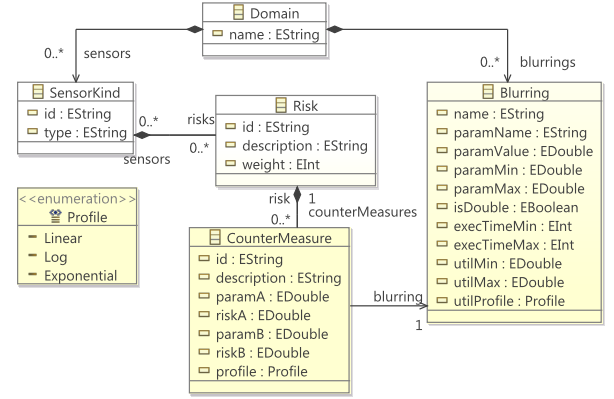 Domain
name : EString
0..*
sensors
0..*
blurrings
SensorKind
id : EString
type : EString
0..*
risks
sensors
0..*
Risk
id : EString
description : EString
weight : EInt
risk
1
0..*
counterMeasures
Blurring
name : EString
paramName : EString
paramValue : EDouble
paramMin : EDouble
paramMax : EDouble
isDouble : EBoolean
execTimeMin : EInt
execTimeMax : EInt
utilMin : EDouble
utilMax : EDouble
utilProfile : Profile
<<enumeration>>
Profile
Linear
Log
Exponential
CounterMeasure
id : EString
description : EString
paramA : EDouble
riskA : EDouble
paramB : EDouble
riskB : EDouble
profile : Profile
blurring
1